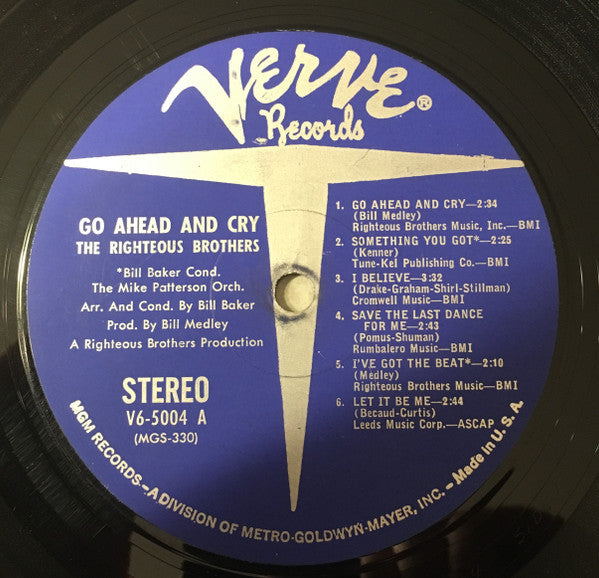 Verve®
Records
GO AHEAD AND CRY
THE RIGHTEOUS BROTHERS
*Bill Baker Cond.
The Mike Patterson Orch.
Arr. And Cond. By Bill Baker
Prod. By Bill Medley
A Righteous Brothers Production
STEREO
V6-5004 A
(MGS-330)
1. GO AHEAD AND CRY—2:34
(Bill Medley)
Righteous Brothers Music, Inc.—BMI
2. SOMETHING YOU GOT*—2:25
(Kenner)
Tune-Kel Publishing Co.—BMI
3. I BELIEVE—3:32
(Drake-Graham-Shirl-Stillman)
Cromwell Music—BMI
4. SAVE THE LAST DANCE
FOR ME—2:43
(Pomus-Shuman)
Rumbalero Music—BMI
5. I'VE GOT THE BEAT*—2:10
(Medley)
Righteous Brothers Music—BMI
6. LET IT BE ME—2:44
(Becaud-Curtis)
Leeds Music Corp.—ASCAP
MGM RECORDS—A DIVISION OF METRO-GOLDWYN-MAYER, INC.—Made in U. S. A.